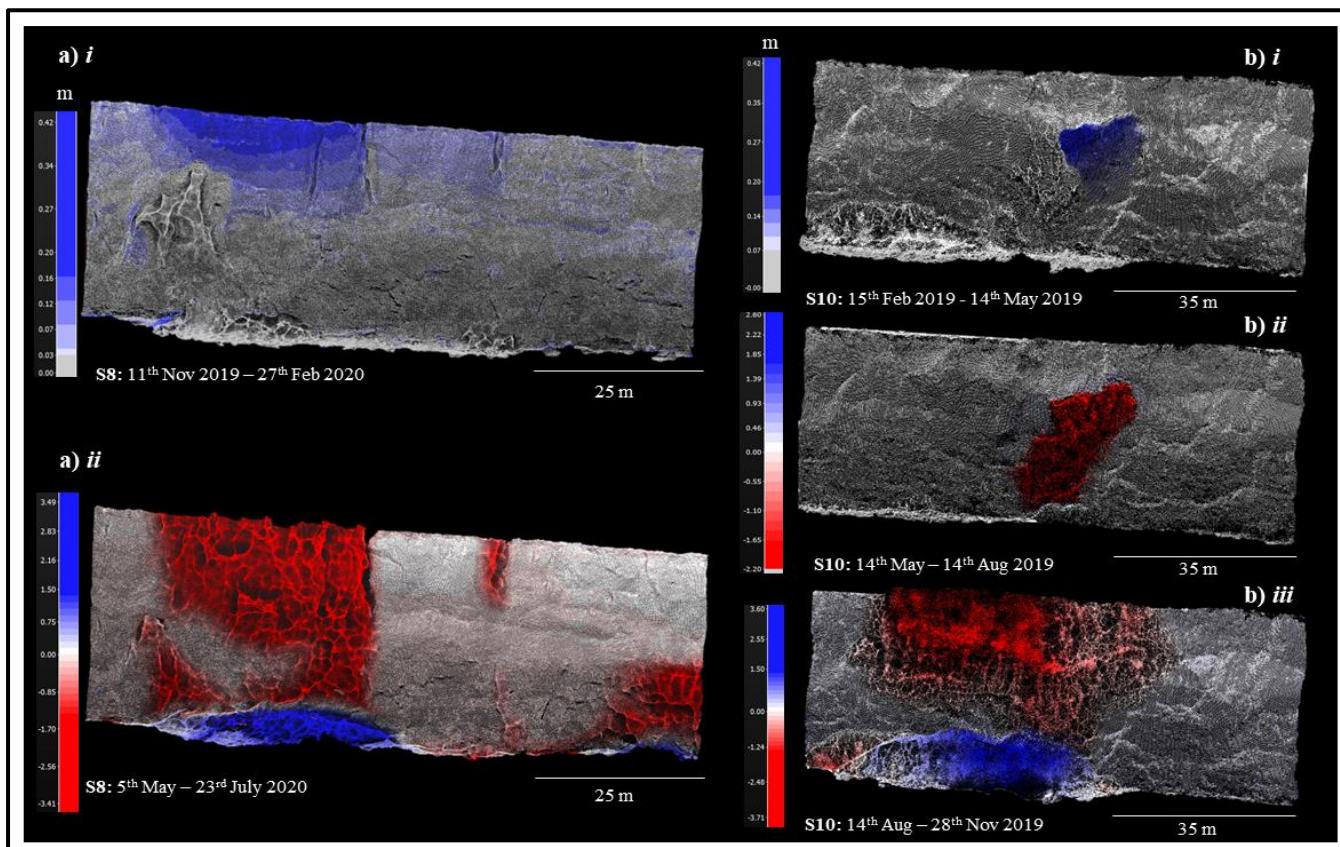 a) i
m
0.42
0.34
0.27
0.20
0.16
0.12
0.07
0.03
0.00
S8: 11th Nov 2019 – 27th Feb 2020
25 m
a) ii
3.49
2.83
2.16
1.50
0.75
0.00
-0.85
-1.70
-2.56
-3.41
S8: 5th May – 23rd July 2020
25 m
m
b) i
0.42
0.35
0.27
0.20
0.14
0.07
-0.00
S10: 15th Feb 2019 - 14th May 2019
35 m
b) ii
2.60
2.22
1.85
1.39
0.93
0.46
0.00
-0.55
-1.10
-1.65
-2.20
S10: 14th May – 14th Aug 2019
35 m
b) iii
3.60
2.55
1.50
0.00
-1.24
-2.48
-3.71
S10: 14th Aug – 28th Nov 2019
35 m